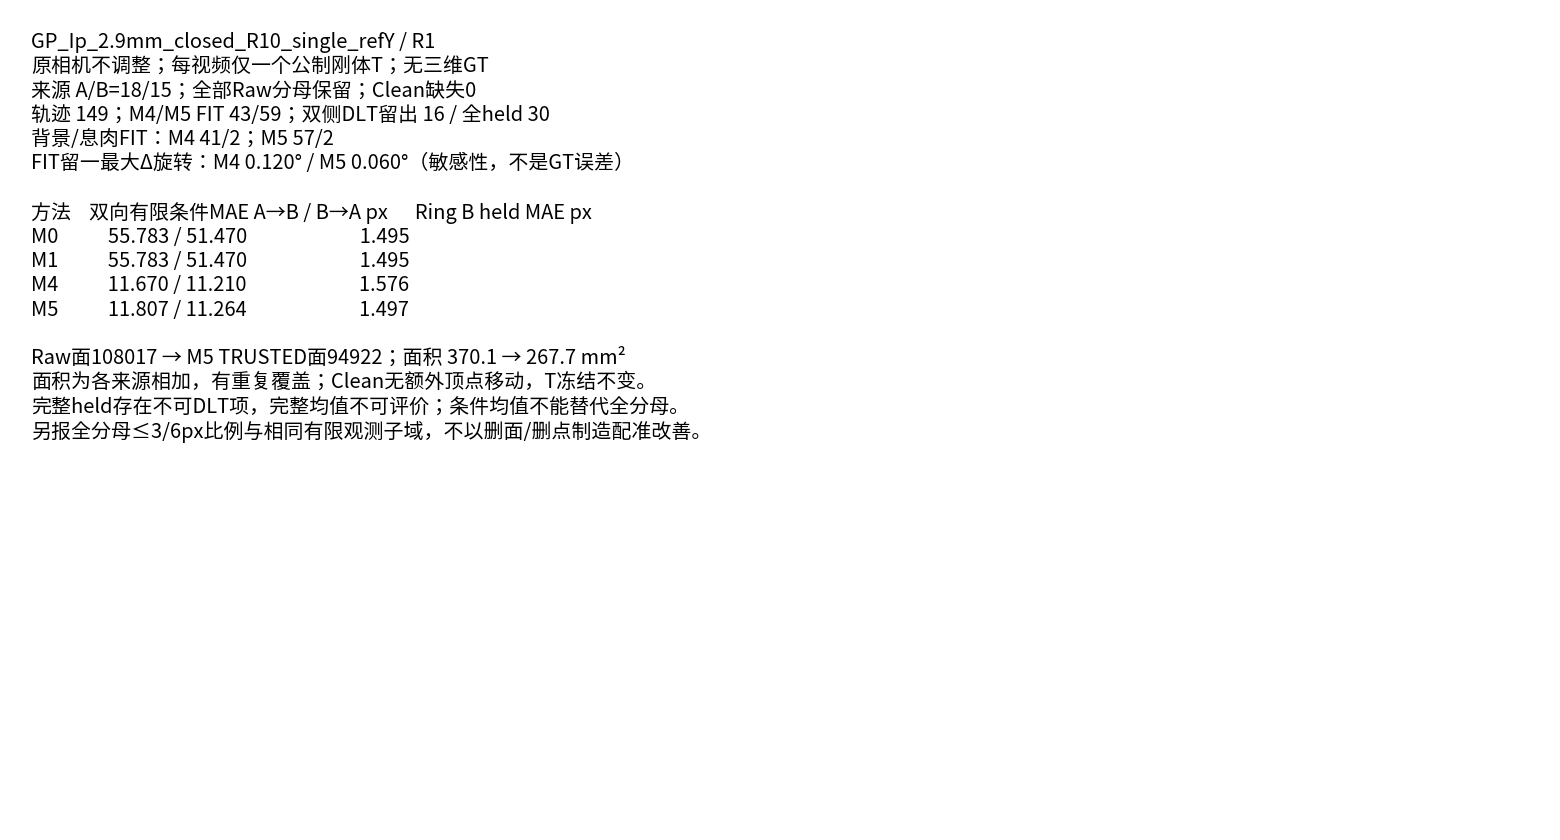 GP_Ip_2.9mm_closed_R10_single_refY / R1
原相机不调整；每视频仅一个公制刚体T；无三维GT
来源 A/B=18/15；全部Raw分母保留；Clean缺失0
轨迹 149；M4/M5 FIT 43/59；双侧DLT留出 16 / 全held 30
背景/息肉FIT：M4 41/2；M5 57/2
FIT留一最大Δ旋转：M4 0.120° / M5 0.060°（敏感性，不是GT误差）
方法 双向有限条件MAE A→B / B→A px Ring B held MAE px
M0 55.783 / 51.470 1.495
M1 55.783 / 51.470 1.495
M4 11.670 / 11.210 1.576
M5 11.807 / 11.264 1.497
Raw面108017 → M5 TRUSTED面94922；面积 370.1 → 267.7 mm²
面积为各来源相加，有重复覆盖；Clean无额外顶点移动，T冻结不变。
完整held存在不可DLT项，完整均值不可评价；条件均值不能替代全分母。
另报全分母≤3/6px比例与相同有限观测子域，不以删面/删点制造配准改善。